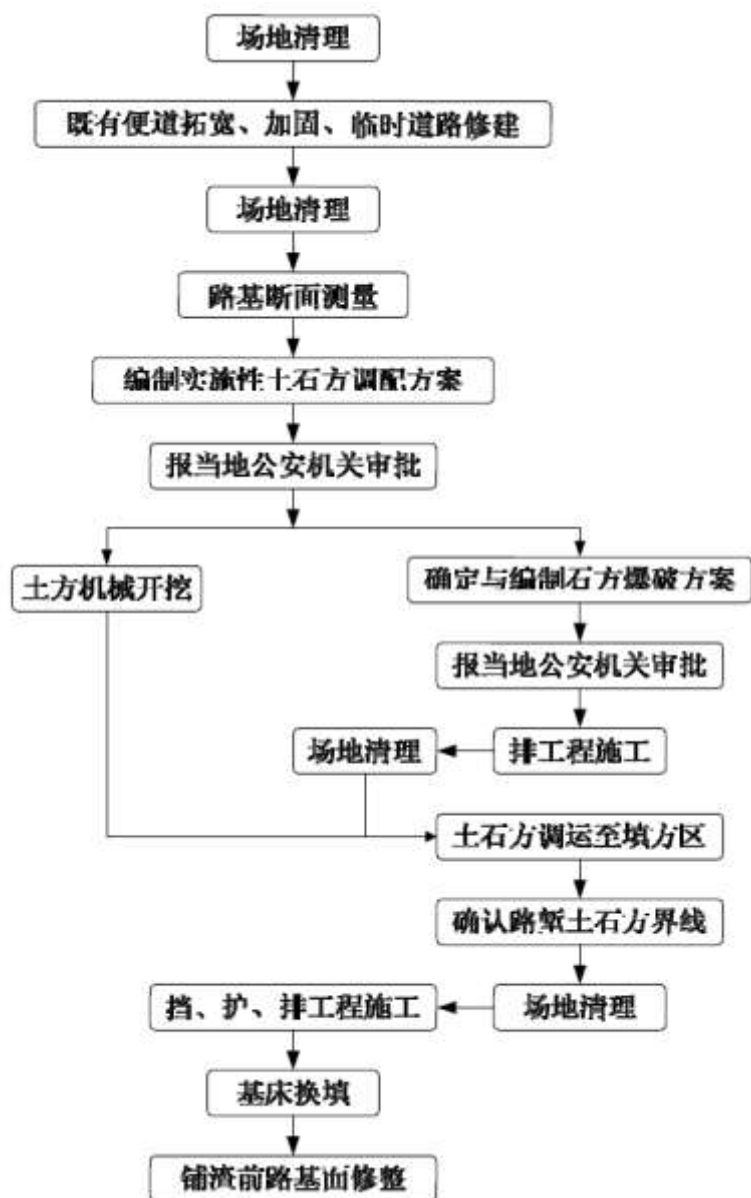 场地清理
既有便道拓宽、加固、临时道路修建
场地清理
路基断面测量
编制实施性土石方调配方案
报当地公安机关审批
土方机械开挖
确定与编制石方爆破方案
报当地公安机关审批
场地清理
排工程施工
土石方调运至填方区
确认路堑土石方界线
挡、护、排工程施工
场地清理
基床换填
铺渣前路基面修整